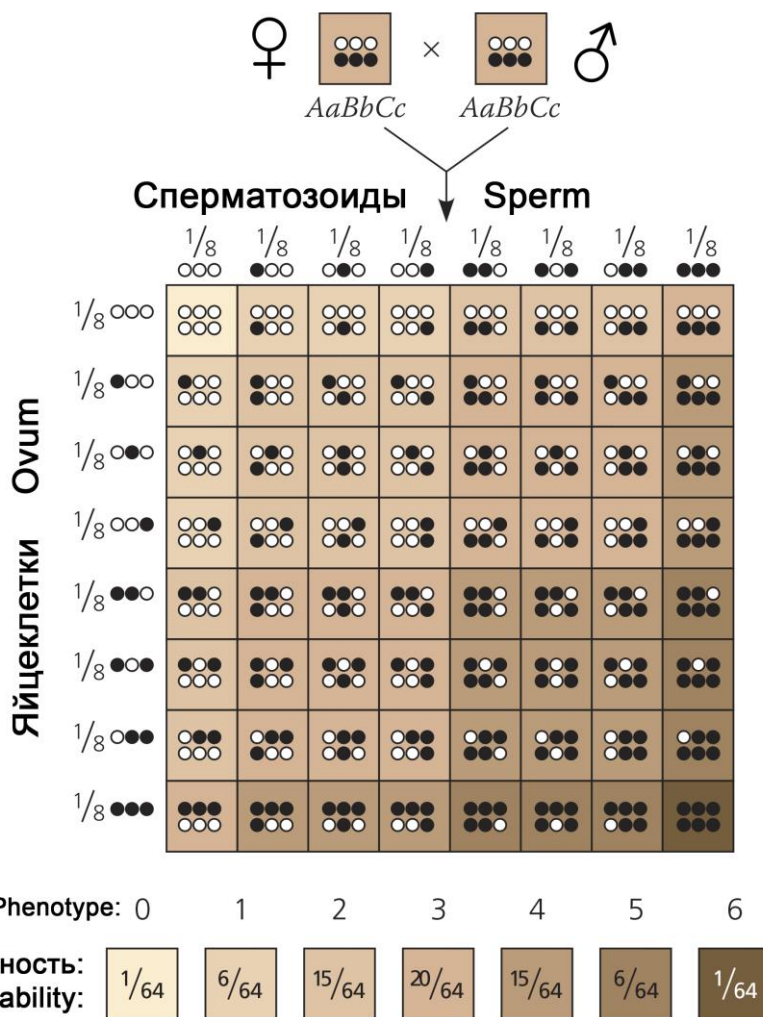 ♀ × ♂
AaBbCc AaBbCc
Сперматозоиды Sperm
1/8 1/8 1/8 1/8 1/8 1/8 1/8 1/8
1/8
1/8
1/8
1/8
1/8
1/8
1/8
1/8
Яйцеклетки Ovum
Phenotype: 0 1 2 3 4 5 6
ность:
ability:
1/64 6/64 15/64 20/64 15/64 6/64 1/64